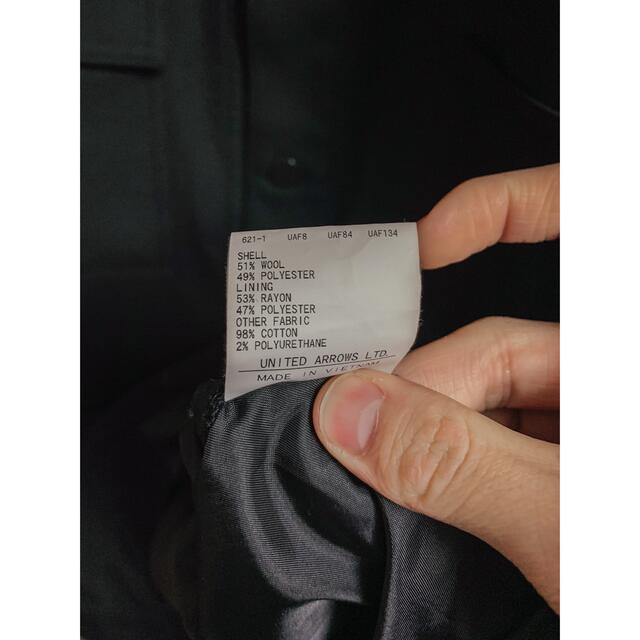 621-1 UAF8 UAF84 UAF134
SHELL
51% WOOL
49% POLYESTER
LINING
53% RAYON
47% POLYESTER
OTHER FABRIC
98% COTTON
2% POLYURETHANE
UNITED ARROWS LTD.
MADE IN VIETNAM